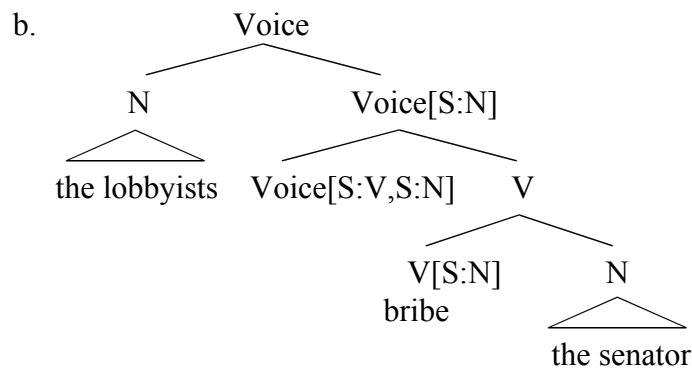 b. Voice
N Voice[S:N]
the lobbyists Voice[S:V,S:N] V
V[S:N] N
bribe
the senator